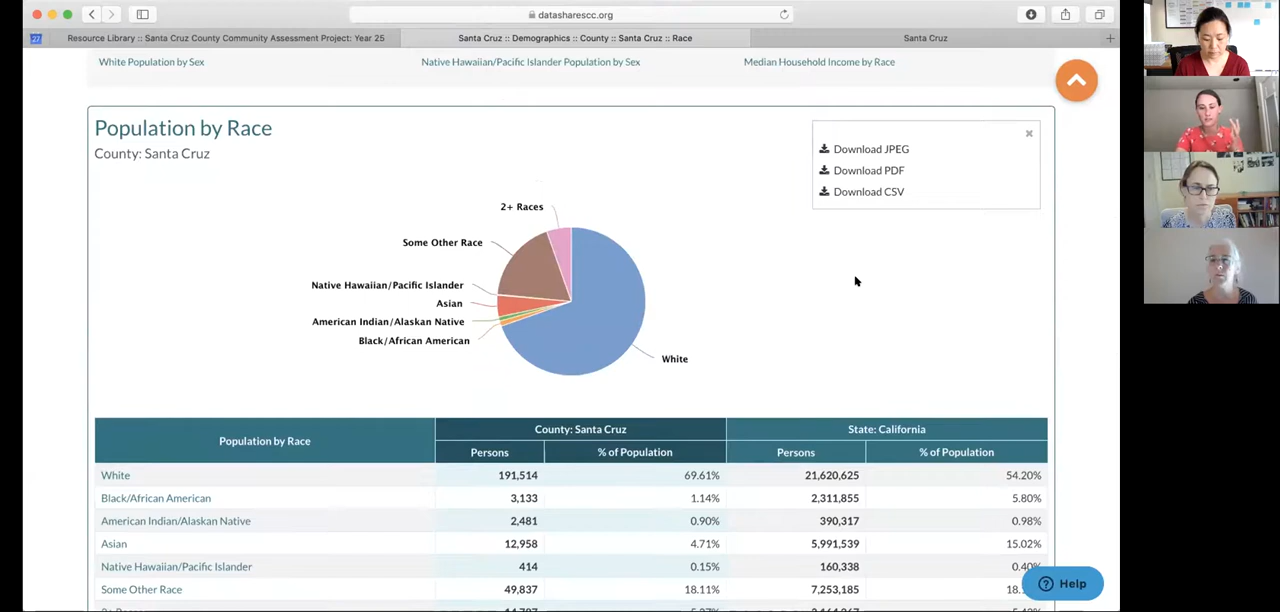 datasharescc.org
27
Resource Library :: Santa Cruz County Community Assessment Project: Year 25
Santa Cruz :: Demographics :: County :: Santa Cruz :: Race
Santa Cruz
White Population by Sex
Native Hawaiian/Pacific Islander Population by Sex
Median Household Income by Race
Population by Race
County: Santa Cruz
Download JPEG
Download PDF
Download CSV
2+ Races
Some Other Race
Native Hawaiian/Pacific Islander
Asian
American Indian/Alaskan Native
Black/African American
White
Population by Race County: Santa Cruz State: California
Persons % of Population Persons % of Population
White 191,514 69.61% 21,620,625 54.20%
Black/African American 3,133 1.14% 2,311,855 5.80%
American Indian/Alaskan Native 2,481 0.90% 390,317 0.98%
Asian 12,958 4.71% 5,991,539 15.02%
Native Hawaiian/Pacific Islander 414 0.15% 160,338 0.40%
Some Other Race 49,837 18.11% 7,253,185 18.
Help